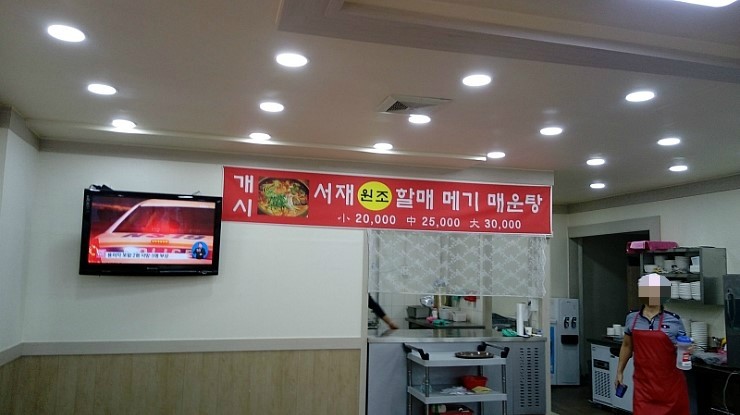 개시 서재 원조 할매 메기 매운탕
小 20,000 中 25,000 大 30,000